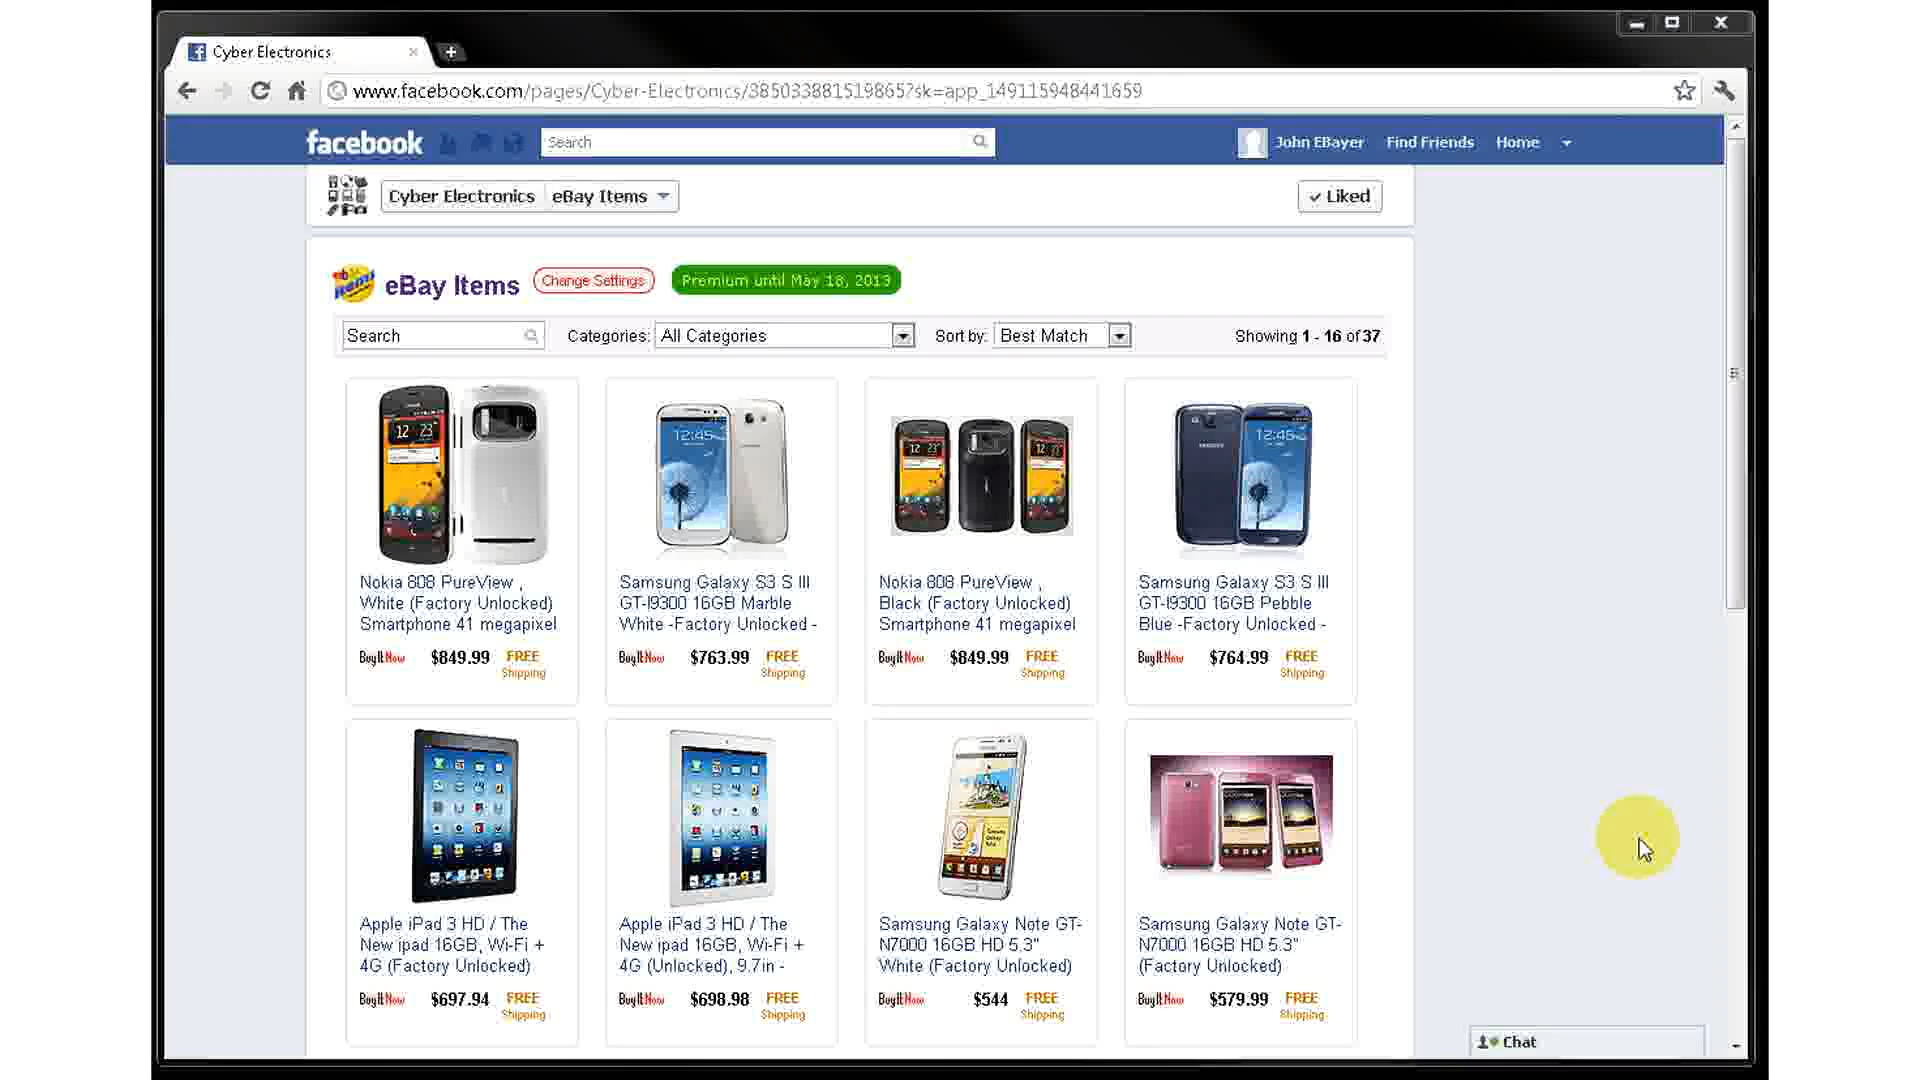 Cyber Electronics
www.facebook.com/pages/Cyber-Electronics/385033881519865?sk=app_149115948441659
facebook
Search
John EBayer Find Friends Home
Cyber Electronics eBay Items
Liked
eBay Items Change Settings Premium until May 18, 2013
Search Categories: All Categories Sort by: Best Match Showing 1 - 16 of 37
Nokia 808 PureView ,
White (Factory Unlocked)
Smartphone 41 megapixel
BuyItNow $849.99 FREE
Shipping
Samsung Galaxy S3 S III
GT-I9300 16GB Marble
White -Factory Unlocked -
BuyItNow $763.99 FREE
Shipping
Nokia 808 PureView ,
Black (Factory Unlocked)
Smartphone 41 megapixel
BuyItNow $849.99 FREE
Shipping
Samsung Galaxy S3 S III
GT-I9300 16GB Pebble
Blue -Factory Unlocked -
BuyItNow $764.99 FREE
Shipping
Apple iPad 3 HD / The
New ipad 16GB, Wi-Fi +
4G (Factory Unlocked)
BuyItNow $697.94 FREE
Shipping
Apple iPad 3 HD / The
New ipad 16GB, Wi-Fi +
4G (Unlocked), 9.7in -
BuyItNow $698.98 FREE
Shipping
Samsung Galaxy Note GT-
N7000 16GB HD 5.3"
White (Factory Unlocked)
BuyItNow $544 FREE
Shipping
Samsung Galaxy Note GT-
N7000 16GB HD 5.3"
(Factory Unlocked)
BuyItNow $579.99 FREE
Shipping
Chat